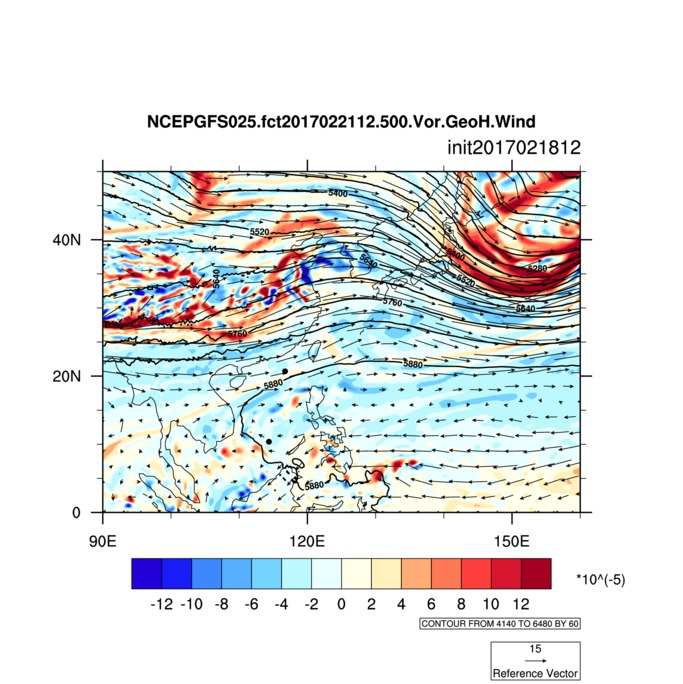 NCEPGFS025.fct2017022112.500.Vor.GeoH.Wind
init2017021812
5400
5520
40N
5640
5640
5400
5280
5520
5640
5760
5760
5880
20N
5880
5880
0
90E 120E 150E
-12 -10 -8 -6 -4 -2 0 2 4 6 8 10 12
*10^(-5)
CONTOUR FROM 4140 TO 6480 BY 60
15
Reference Vector